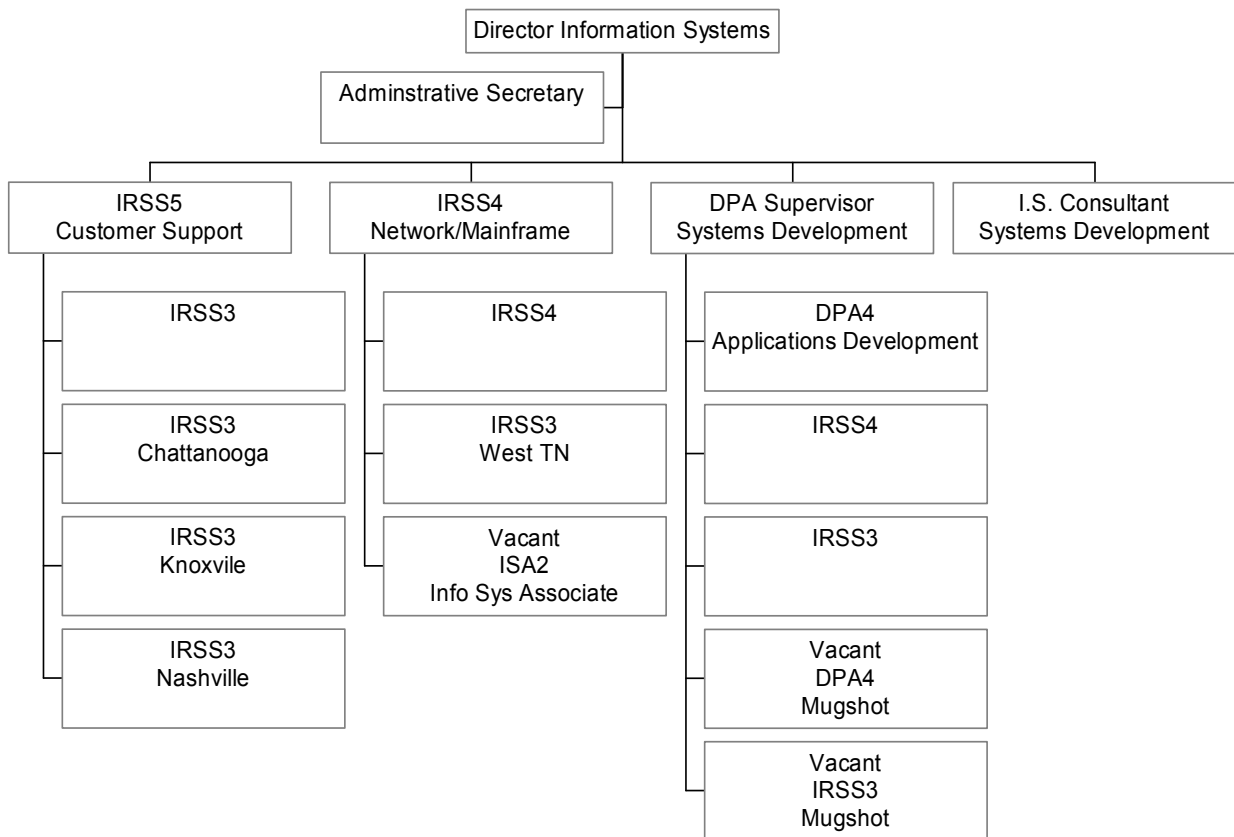 Director Information Systems
Adminstrative Secretary
IRSS5
Customer Support
IRSS3
IRSS3
Chattanooga
IRSS3
Knoxvile
IRSS3
Nashville
IRSS4
Network/Mainframe
IRSS4
IRSS3
West TN
Vacant
ISA2
Info Sys Associate
DPA Supervisor
Systems Development
DPA4
Applications Development
IRSS4
IRSS3
Vacant
DPA4
Mugshot
Vacant
IRSS3
Mugshot
I.S. Consultant
Systems Development